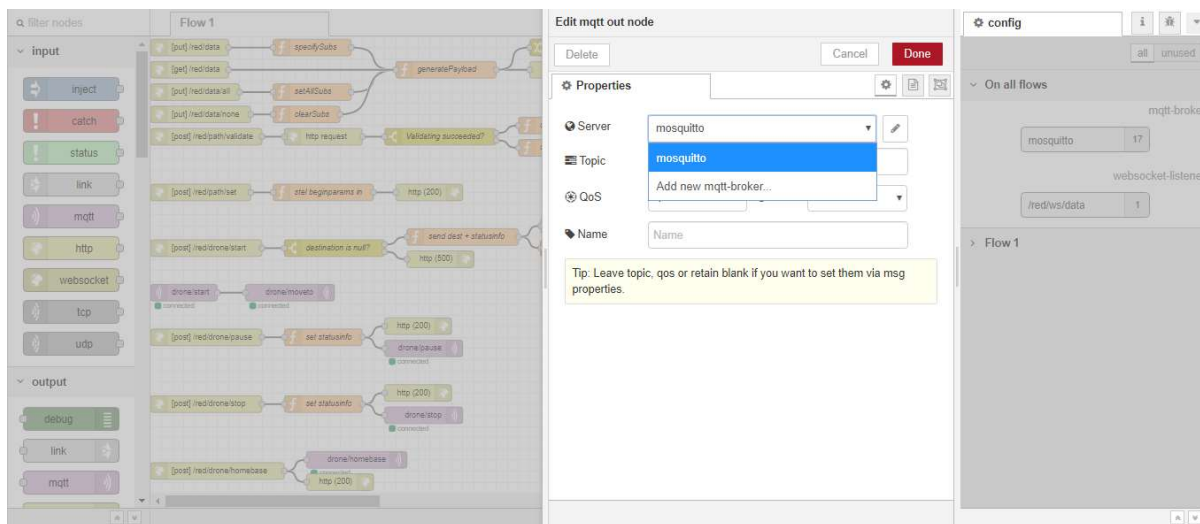 filter nodes
input
inject
catch
status
link
mqtt
http
websocket
tcp
udp
output
debug
link
mqtt
Flow 1
[put] /red/data
specifySubs
[get] /red/data
generatePaylbad
[put] /red/data/all
setAllSubs
[put] /red/data/none
clearSubs
[post] /red/path/validate
http request
Validating succeeded?
[post] /red/path/set
stel beginparams in
http (200)
[post] /red/drone/start
destination is null?
send dest + statusinfo
http (500)
drone/start
drone/moveto
connected
connected
http (200)
[post] /red/drone/pause
set statusinfo
drone/pause
connected
http (200)
[post] /red/drone/stop
set statusinfo
drone/stop
connected
drone/homebase
[post] /red/drone/homebase
http (200)
Edit mqtt out node
Delete
Cancel
Done
Properties
Server
mosquitto
mosquitto
Topic
Add new mqtt-broker...
QoS
Name
Name
Tip: Leave topic, qos or retain blank if you want to set them via msg
properties.
config
i
all
unused
On all flows
mqtt-broke
mosquitto
17
websocket-listene
/red/ws/data
1
Flow 1